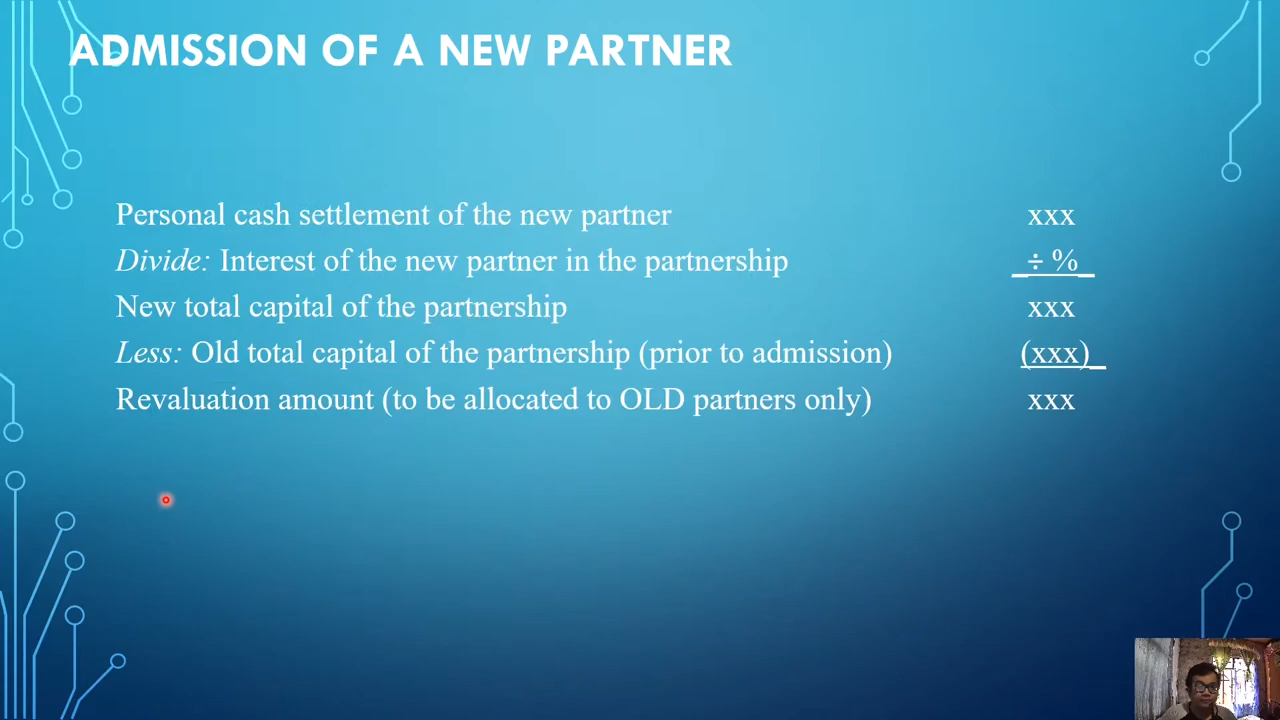 ADMISSION OF A NEW PARTNER
Personal cash settlement of the new partner xxx
Divide: Interest of the new partner in the partnership _÷ %_
New total capital of the partnership xxx
Less: Old total capital of the partnership (prior to admission) (xxx)_
Revaluation amount (to be allocated to OLD partners only) xxx